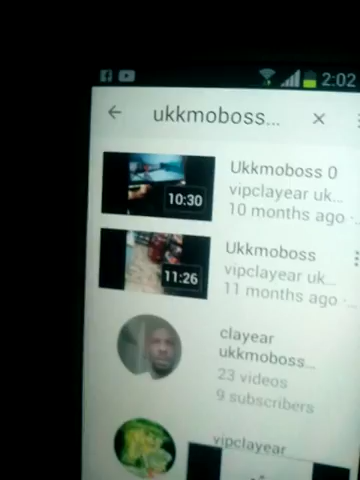 2:02
ukkmoboss...
Ukkmoboss 0
vipclayear uk...
10:30
10 months ago
Ukkmoboss
vipclayear uk...
11:26
11 months ago
clayear
ukkmoboss...
23 videos
9 subscribers
vipclayear